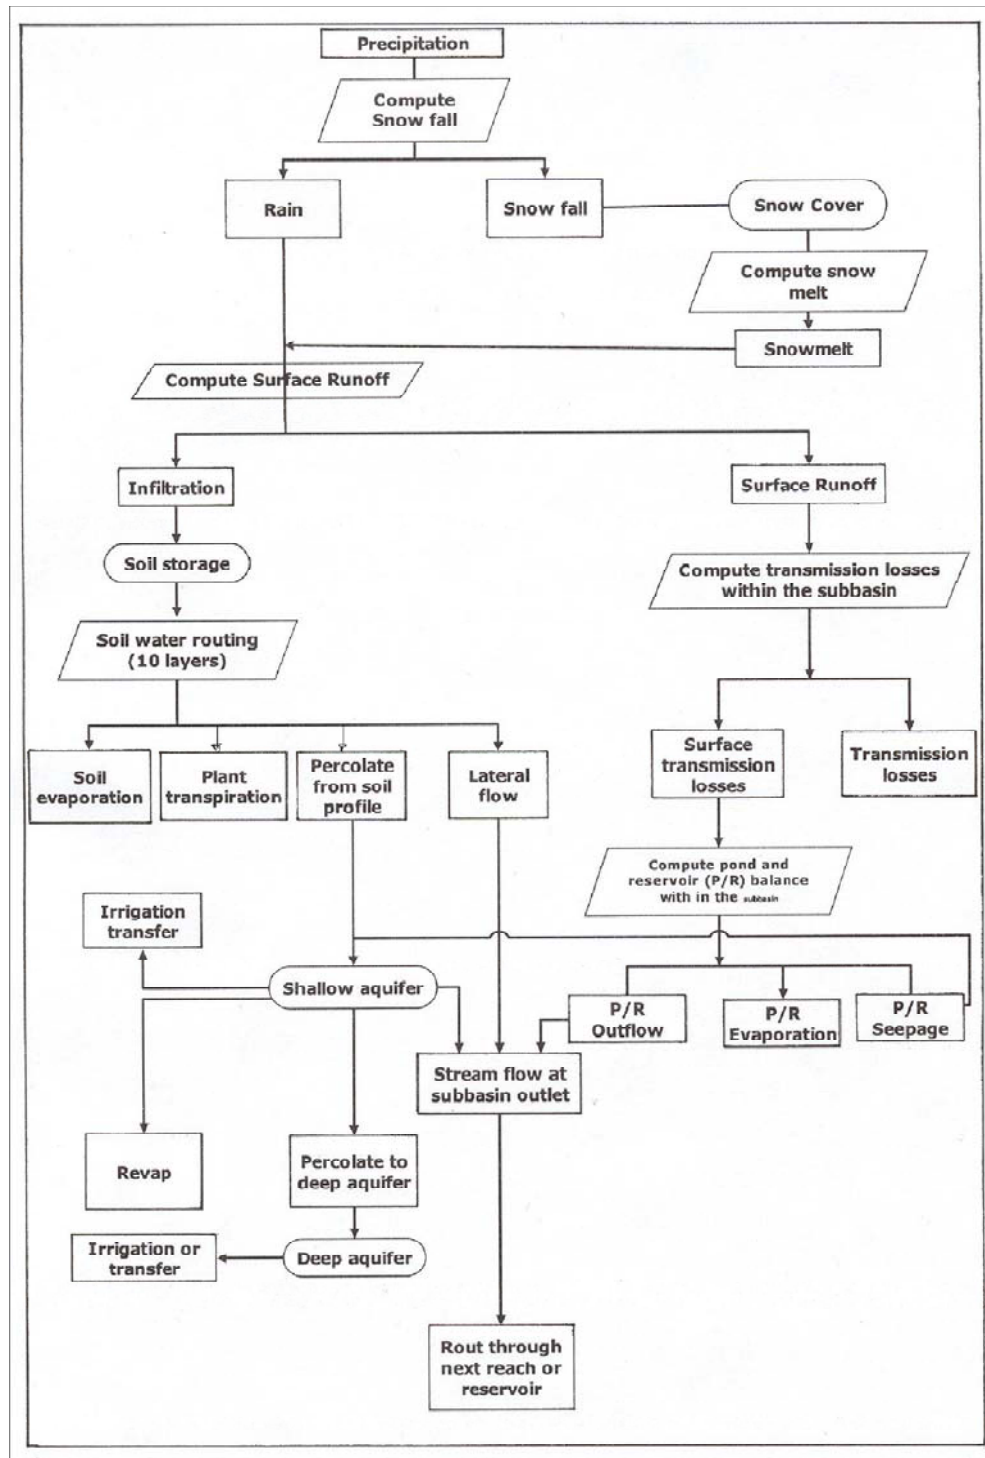 Precipitation
Compute
Snow fall
Rain
Snow fall
Snow Cover
Compute snow
melt
Snowmelt
Compute Surface Runoff
Infiltration
Surface Runoff
Soil storage
Compute transmission losses
within the subbasin
Soil water routing
(10 layers)
Soil
evaporation
Plant
transpiration
Percolate
from soil
profile
Lateral
flow
Surface
transmission
losses
Transmission
losses
Compute pond and
reservoir (P/R) balance
with in the subbasin
Irrigation
transfer
Shallow aquifer
P/R
Outflow
P/R
Evaporation
P/R
Seepage
Stream flow at
subbasin outlet
Revap
Percolate to
deep aquifer
Irrigation or
transfer
Deep aquifer
Rout through
next reach or
reservoir